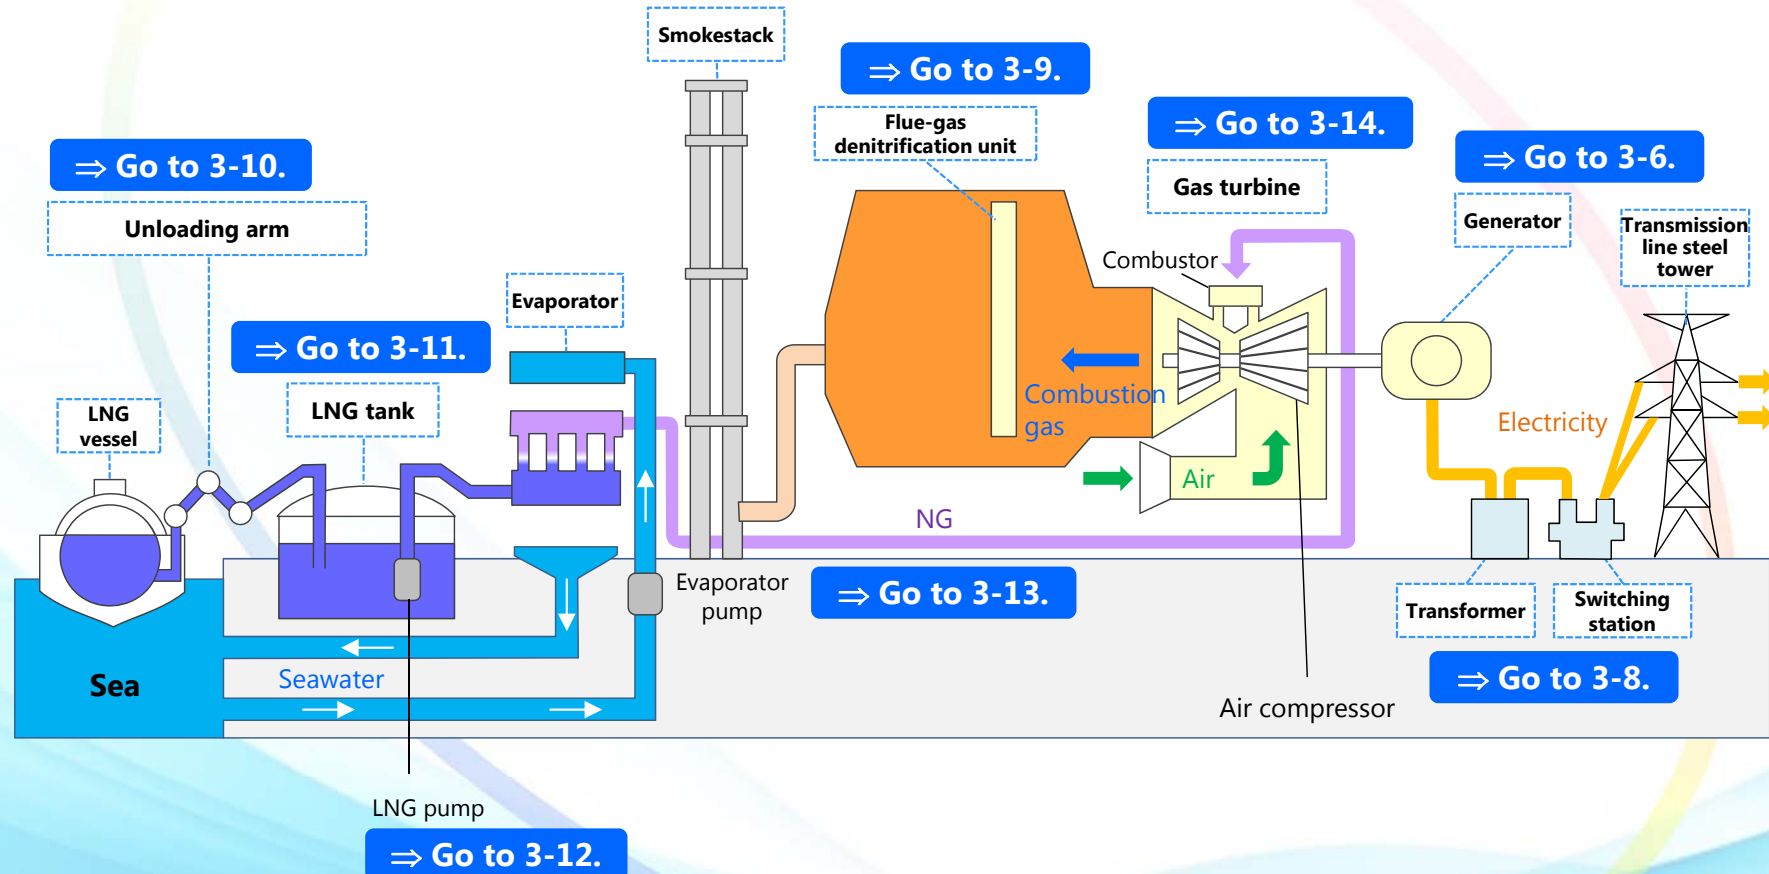 Smokestack
⇒ Go to 3-9.
Flue-gas
denitrification unit
⇒ Go to 3-14.
Gas turbine
⇒ Go to 3-6.
Generator
Transmission
line steel
tower
⇒ Go to 3-10.
Unloading arm
Evaporator
Combustor
⇒ Go to 3-11.
LNG tank
LNG
vessel
Combustion
gas
Electricity
Air
NG
Evaporator
pump
⇒ Go to 3-13.
Transformer
Switching
station
⇒ Go to 3-8.
Sea
Seawater
Air compressor
LNG pump
⇒ Go to 3-12.